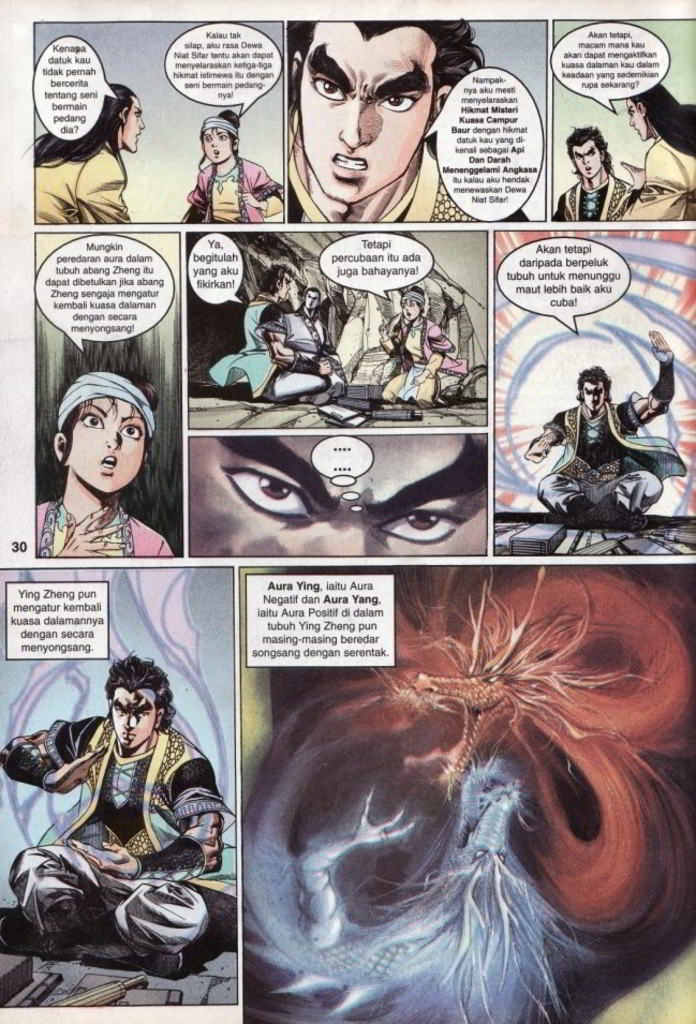 Kenapa
datuk kau
tidak pernah
bercerita
tentang seni
bermain
pedang
dia?
Kalau tak
silap, aku rasa Dewa
Niat Sifar tentu akan dapat
menyelaraskan ketiga-tiga
hikmat istimewa itu dengan
seni bermain pedang-
nya!
Nampak-
nya aku mesti
menyelaraskan
Hikmat Misteri
Kuasa Campur
Baur dengan hikmat
datuk kau yang di-
kenali sebagai Api
Dan Darah
Menenggelami Angkasa
itu kalau aku hendak
menewaskan Dewa
Niat Sifar!
Akan tetapi,
macam mana kau
akan dapat mengaktifkan
kuasa dalaman kau dalam
keadaan yang sedemikian
rupa sekarang?
Mungkin
peredaran aura dalam
tubuh abang Zheng itu
dapat dibetulkan jika abang
Zheng sengaja mengatur
kembali kuasa dalaman
dengan secara
menyongsang!
Ya,
begitulah
yang aku
fikirkan!
Tetapi
percubaan itu ada
juga bahayanya!
....
....
Akan tetapi
daripada berpeluk
tubuh untuk menunggu
maut lebih baik aku
cuba!
30
Ying Zheng pun
mengatur kembali
kuasa dalamannya
dengan secara
menyongsang.
Aura Ying, iaitu Aura
Negatif dan Aura Yang,
iaitu Aura Positif di dalam
tubuh Ying Zheng pun
masing-masing beredar
songsang dengan serentak.